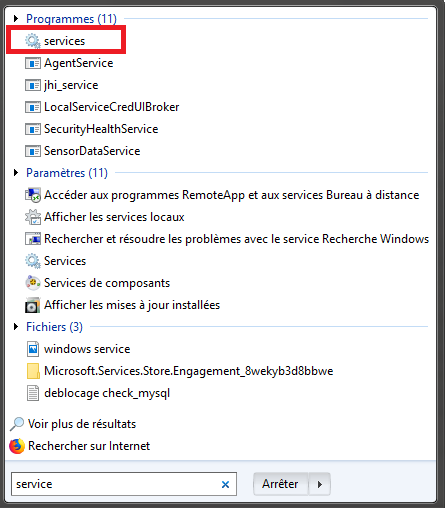 Programmes (11)
services
AgentService
jhi_service
LocalServiceCredUIBroker
SecurityHealthService
SensorDataService
Paramètres (11)
Accéder aux programmes RemoteApp et aux services Bureau à distance
Afficher les services locaux
Rechercher et résoudre les problèmes avec le service Recherche Windows
Services
Services de composants
Afficher les mises à jour installées
Fichiers (3)
windows service
Microsoft.Services.Store.Engagement_8wekyb3d8bbwe
deblocage check_mysql
Voir plus de résultats
Rechercher sur Internet
service
Arrêter